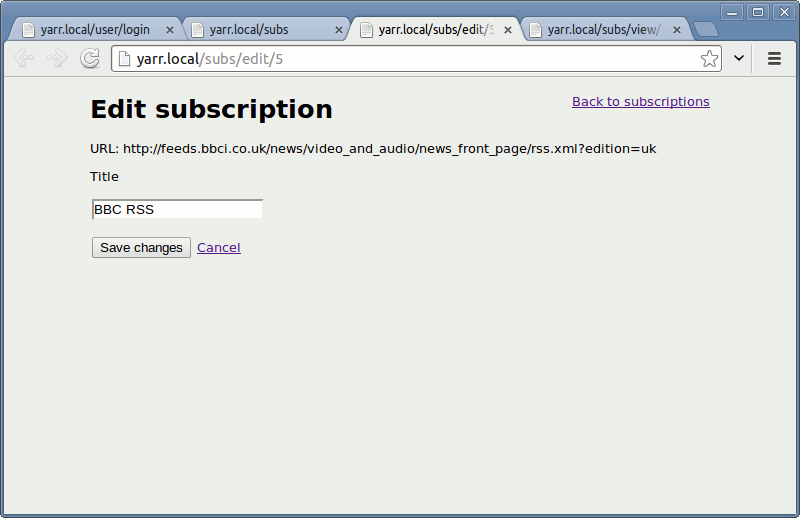 yarr.local/user/login
yarr.local/subs
yarr.local/subs/edit/5
yarr.local/subs/view/
yarr.local/subs/edit/5
Edit subscription
Back to subscriptions
URL: http://feeds.bbci.co.uk/news/video_and_audio/news_front_page/rss.xml?edition=uk
Title
BBC RSS
Save changes Cancel